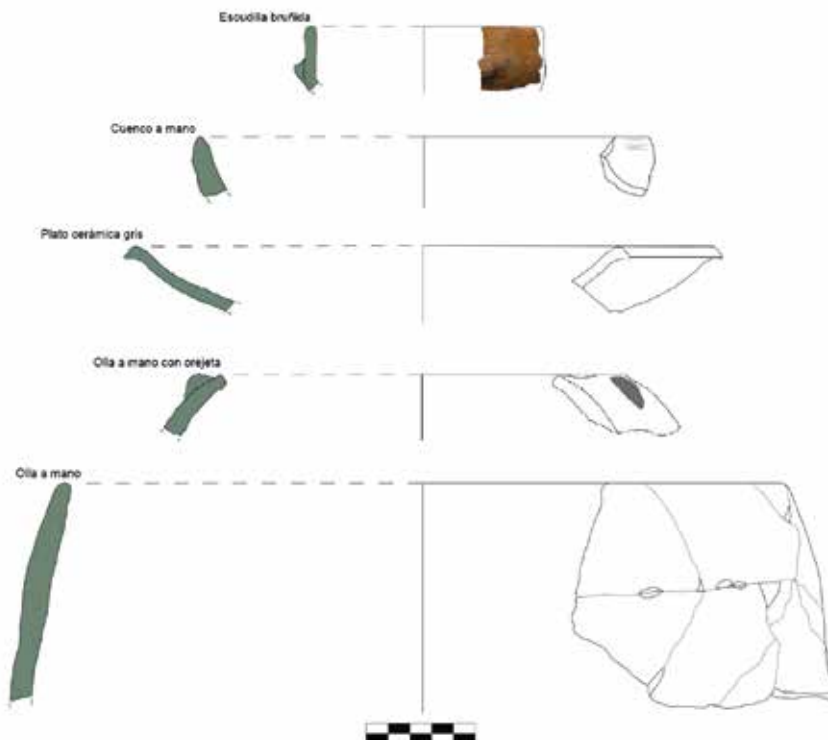 Escudilla bruñida
Cuenco a mano
Plato cerámica gris
Olla a mano con orejeta
Olla a mano